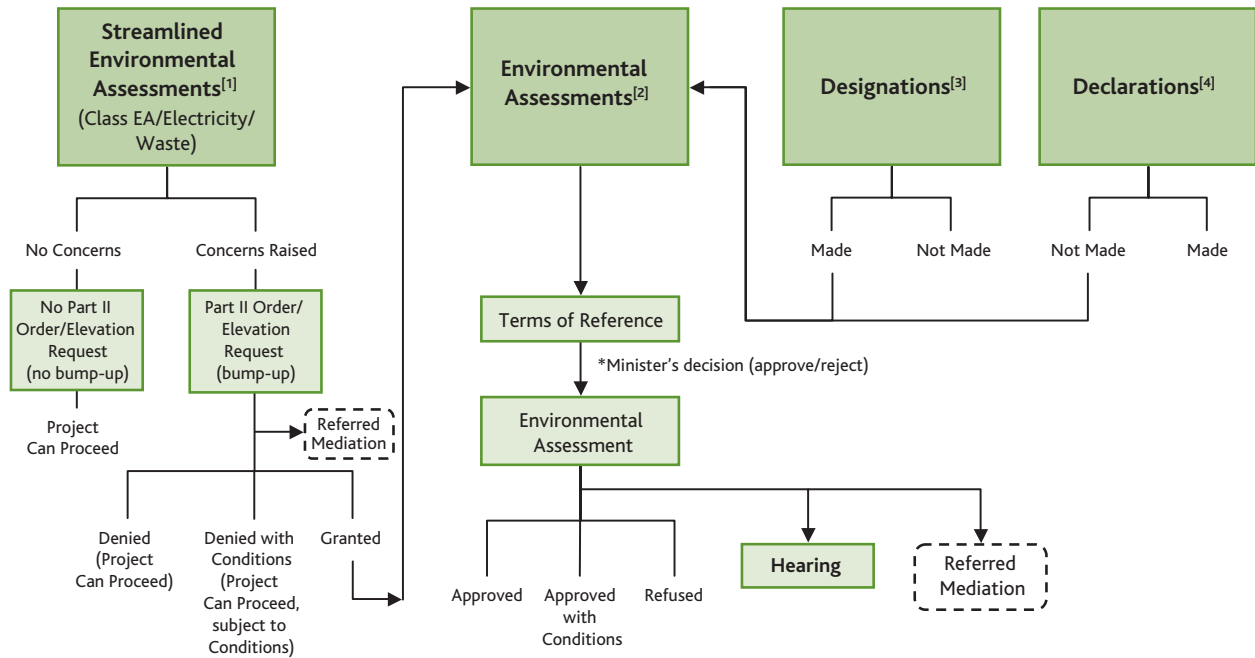 Streamlined
Environmental
Assessments[1]
(Class EA/Electricity/
Waste)
Environmental
Assessments[2]
Designations[3]
Declarations[4]
No Concerns
Concerns Raised
Made
Not Made
Not Made
Made
No Part II
Order/Elevation
Request
(no bump-up)
Part II Order/
Elevation
Request
(bump-up)
Terms of Reference
*Minister's decision (approve/reject)
Project
Can Proceed
Referred
Mediation
Environmental
Assessment
Denied
(Project
Can Proceed)
Denied with
Conditions
(Project
Can Proceed,
subject to
Conditions)
Granted
Approved
Approved
with
Conditions
Refused
Hearing
Referred
Mediation